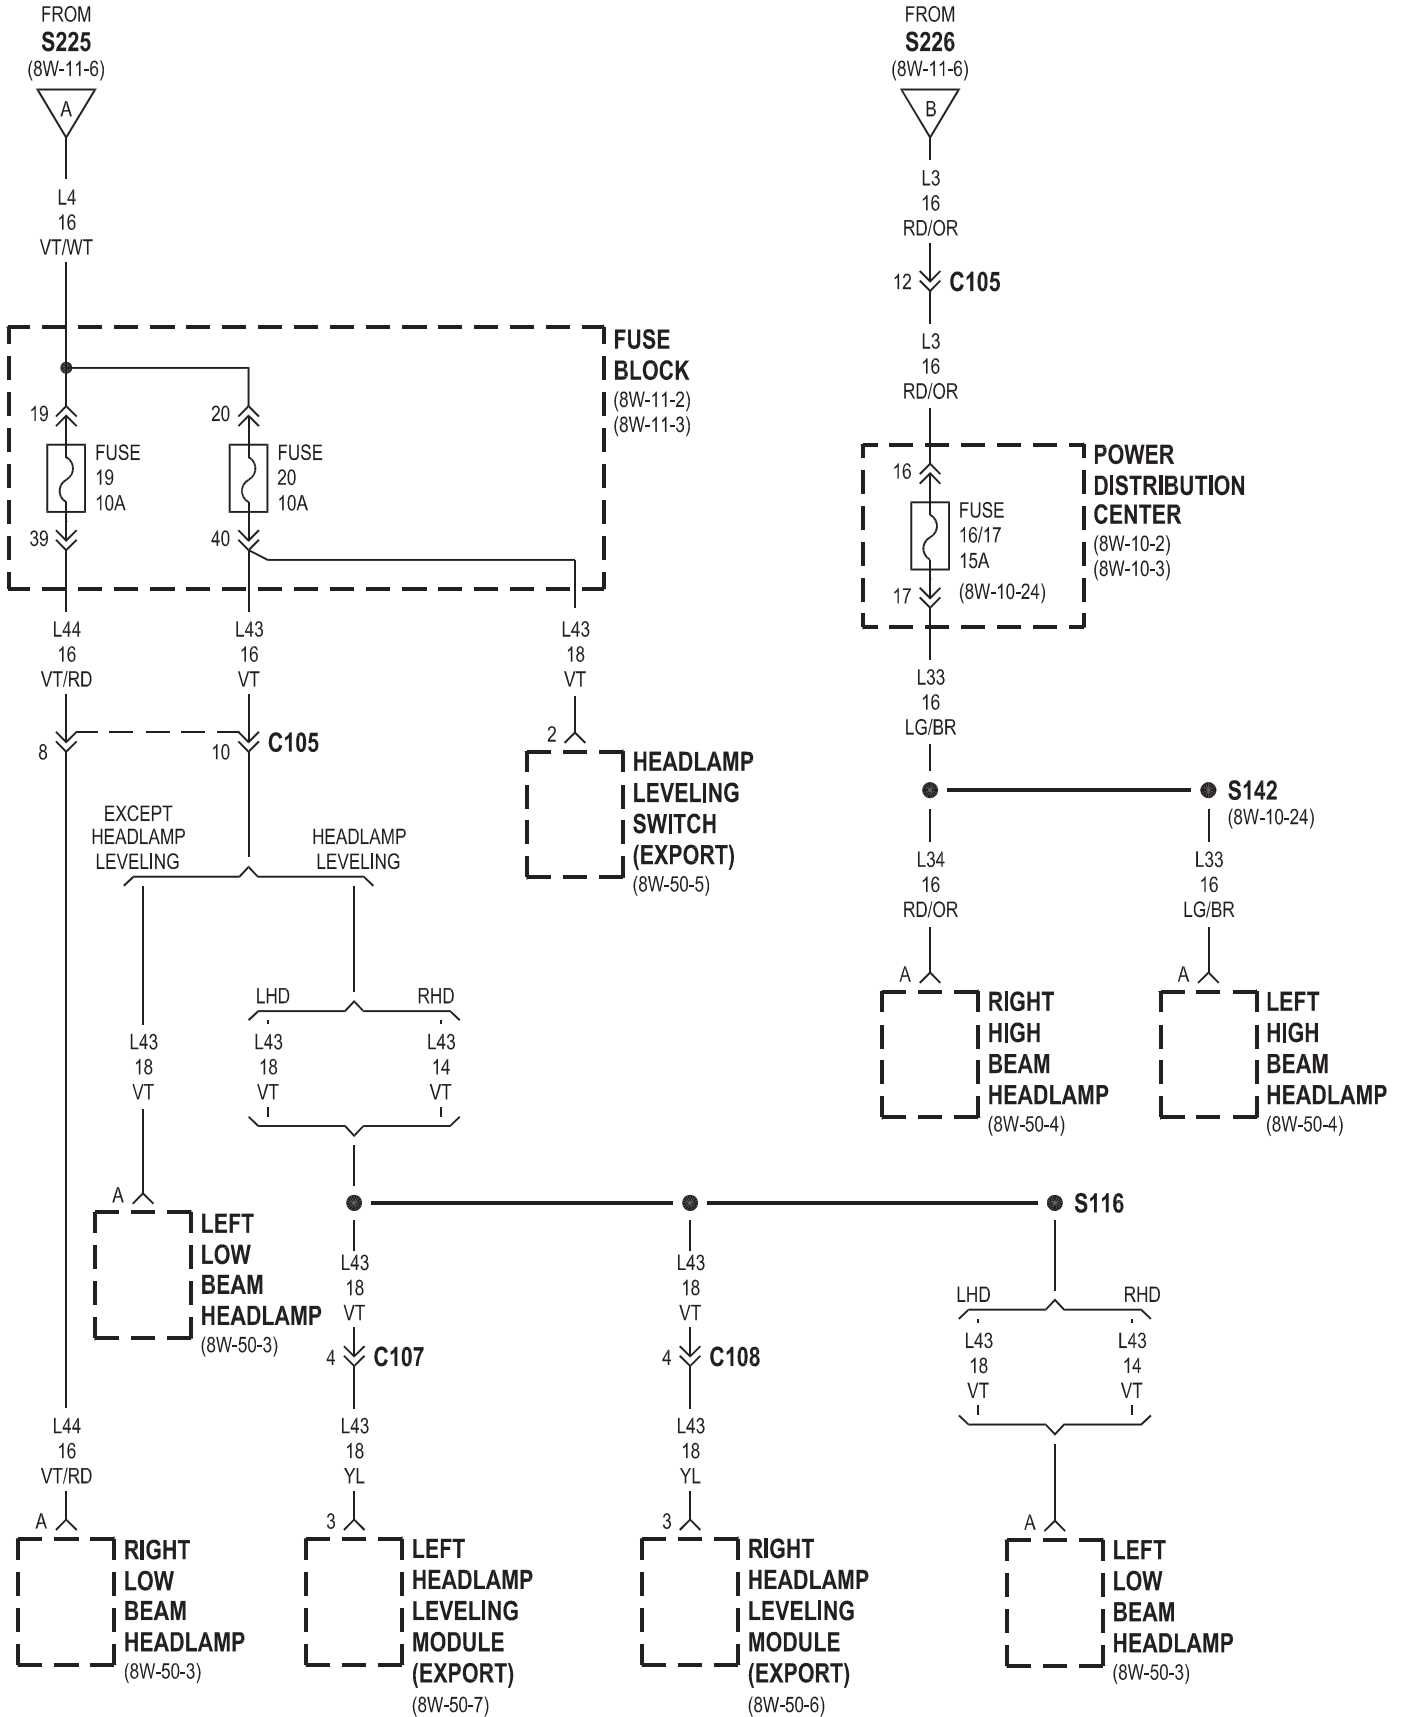 FROM
S225
(8W-11-6)
A
L4
16
VT/WT
FROM
S226
(8W-11-6)
B
L3
16
RD/OR
12
C105
L3
16
RD/OR
FUSE
BLOCK
(8W-11-2)
(8W-11-3)
19
FUSE
19
10A
39
20
FUSE
20
10A
40
POWER
DISTRIBUTION
CENTER
(8W-10-2)
(8W-10-3)
16
FUSE
16/17
15A
(8W-10-24)
17
L44
16
VT/RD
L43
16
VT
L43
18
VT
L33
16
LG/BR
8
10
C105
2
HEADLAMP
LEVELING
SWITCH
(EXPORT)
(8W-50-5)
S142
(8W-10-24)
EXCEPT
HEADLAMP
LEVELING
HEADLAMP
LEVELING
L34
16
RD/OR
L33
16
LG/BR
A
RIGHT
HIGH
BEAM
HEADLAMP
(8W-50-4)
A
LEFT
HIGH
BEAM
HEADLAMP
(8W-50-4)
LHD
RHD
L43
18
VT
L43
18
VT
L43
14
VT
A
LEFT
LOW
BEAM
HEADLAMP
(8W-50-3)
S116
L43
18
VT
L43
18
VT
LHD
RHD
4
C107
4
C108
L43
18
VT
L43
14
VT
L44
16
VT/RD
L43
18
YL
L43
18
YL
A
RIGHT
LOW
BEAM
HEADLAMP
(8W-50-3)
3
LEFT
HEADLAMP
LEVELING
MODULE
(EXPORT)
(8W-50-7)
3
RIGHT
HEADLAMP
LEVELING
MODULE
(EXPORT)
(8W-50-6)
A
LEFT
LOW
BEAM
HEADLAMP
(8W-50-3)